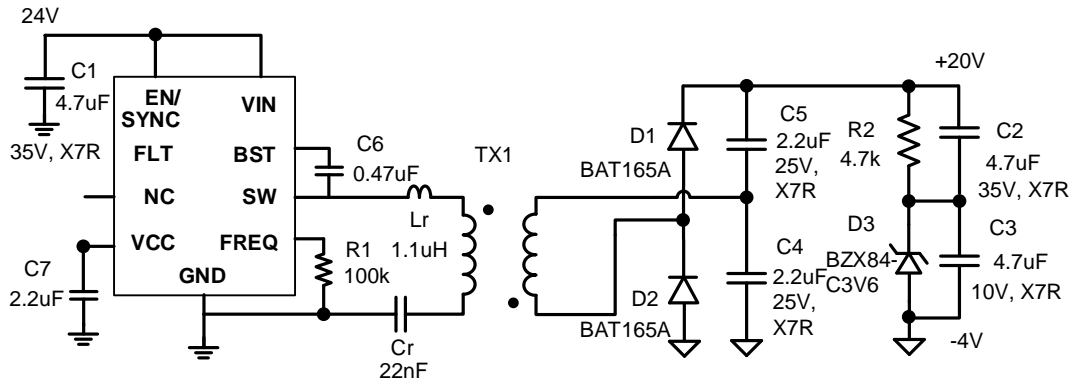 24V
C1
4.7uF
35V, X7R
EN/
SYNC
VIN
FLT
BST
NC
SW
VCC
FREQ
GND
C7
2.2uF
C6
0.47uF
Lr
1.1uH
R1
100k
Cr
22nF
TX1
D1
BAT165A
D2
BAT165A
C5
2.2uF
25V,
X7R
C4
2.2uF
25V,
X7R
+20V
R2
4.7k
C2
4.7uF
35V, X7R
D3
BZX84-
C3V6
C3
4.7uF
10V, X7R
-4V